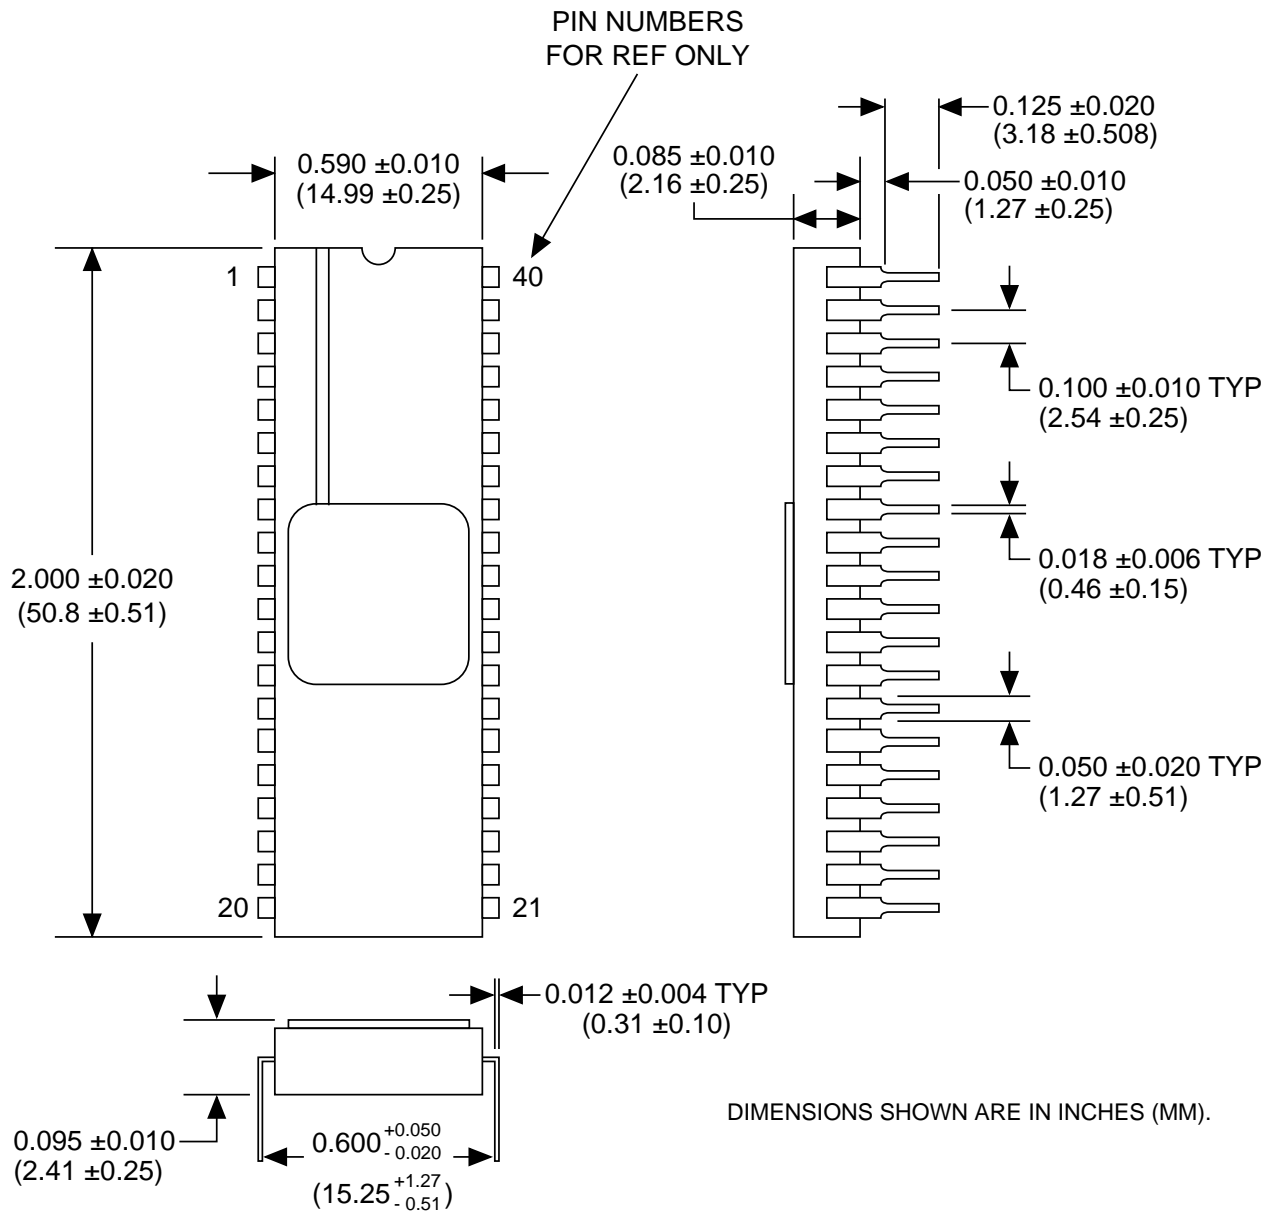 PIN NUMBERS
FOR REF ONLY
0.125 ±0.020
(3.18 ±0.508)
0.590 ±0.010
(14.99 ±0.25)
0.085 ±0.010
(2.16 ±0.25)
0.050 ±0.010
(1.27 ±0.25)
1
40
0.100 ±0.010 TYP
(2.54 ±0.25)
0.018 ±0.006 TYP
(0.46 ±0.15)
2.000 ±0.020
(50.8 ±0.51)
0.050 ±0.020 TYP
(1.27 ±0.51)
20
21
0.012 ±0.004 TYP
(0.31 ±0.10)
DIMENSIONS SHOWN ARE IN INCHES (MM).
0.095 ±0.010
(2.41 ±0.25)
0.600 +0.050 - 0.020
(15.25 +1.27 - 0.51)